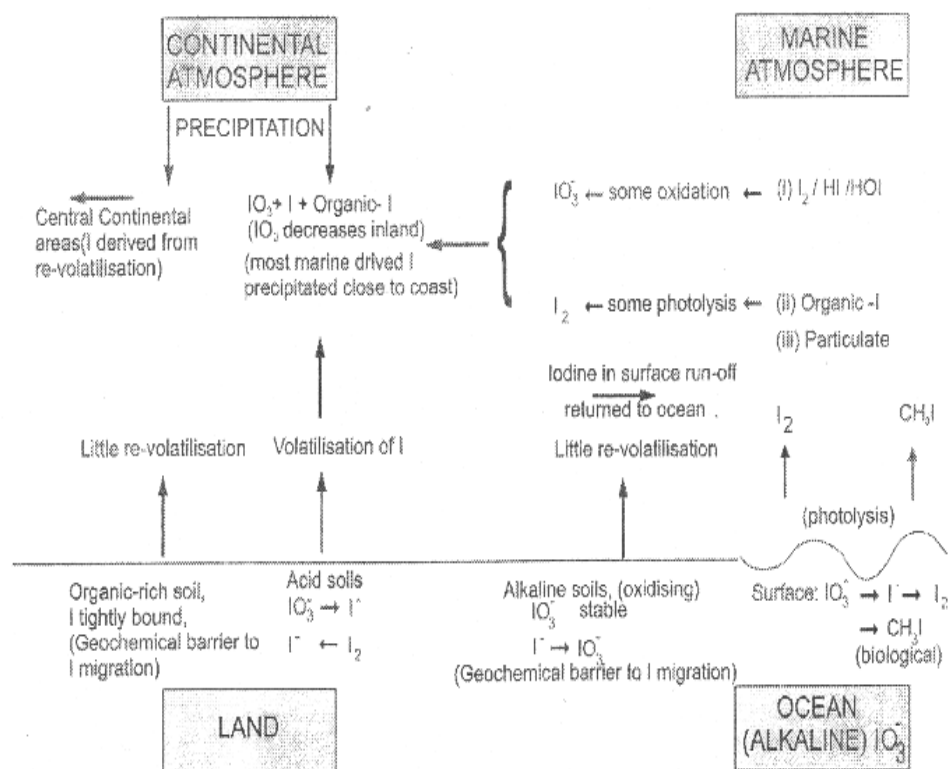 CONTINENTAL
ATMOSPHERE
MARINE
ATMOSPHERE
PRECIPITATION
Central Continental
areas(I derived from
re-volatilisation)
IO₃+ I + Organic- I
(IO₃ decreases inland)
(most marine drived I
precipitated close to coast)
{
IO₃⁻ ← some oxidation ← (I) I₂ / HI /HOI
I₂ ← some photolysis ← (ii) Organic -I
(iii) Particulate
Iodine in surface run-off
returned to ocean .
I₂
CH₃I
Little re-volatilisation
Volatilisation of I
Little re-volatilisation
(photolysis)
Organic-rich soil,
I tightly bound,
(Geochemical barrier to
I migration)
Acid soils
IO₃⁻ → I⁻
I⁻ ← I₂
Alkaline soils, (oxidising)
IO₃⁻ stable
I⁻ → IO₃⁻
(Geochemical barrier to I migration)
Surface: IO₃⁻ → I⁻ → I₂
→ CH₃I
(biological)
LAND
OCEAN
(ALKALINE) IO₃⁻